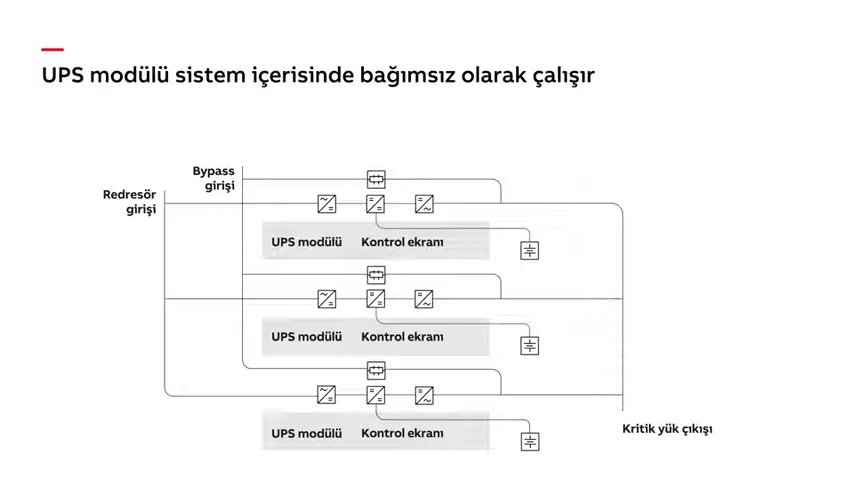 UPS modülü sistem içerisinde bağımsız olarak çalışır
Bypass
girişi
Redresör
girişi
UPS modülü Kontrol ekranı
UPS modülü Kontrol ekranı
UPS modülü Kontrol ekranı
Kritik yük çıkışı